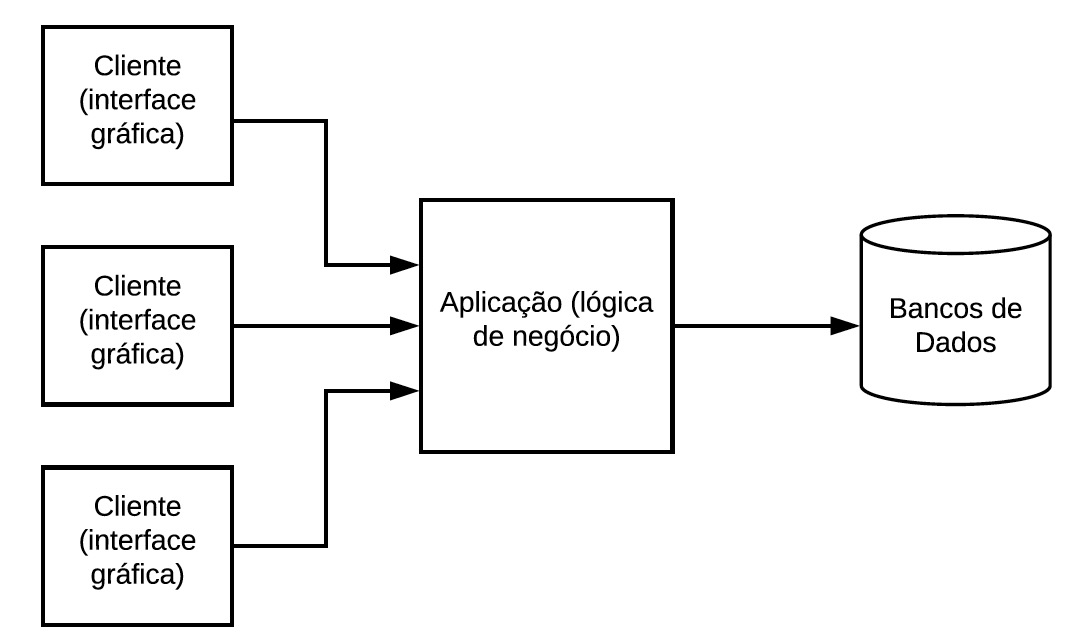 Cliente
(interface
gráfica)
Cliente
(interface
gráfica)
Cliente
(interface
gráfica)
Aplicação (lógica
de negócio)
Bancos de
Dados